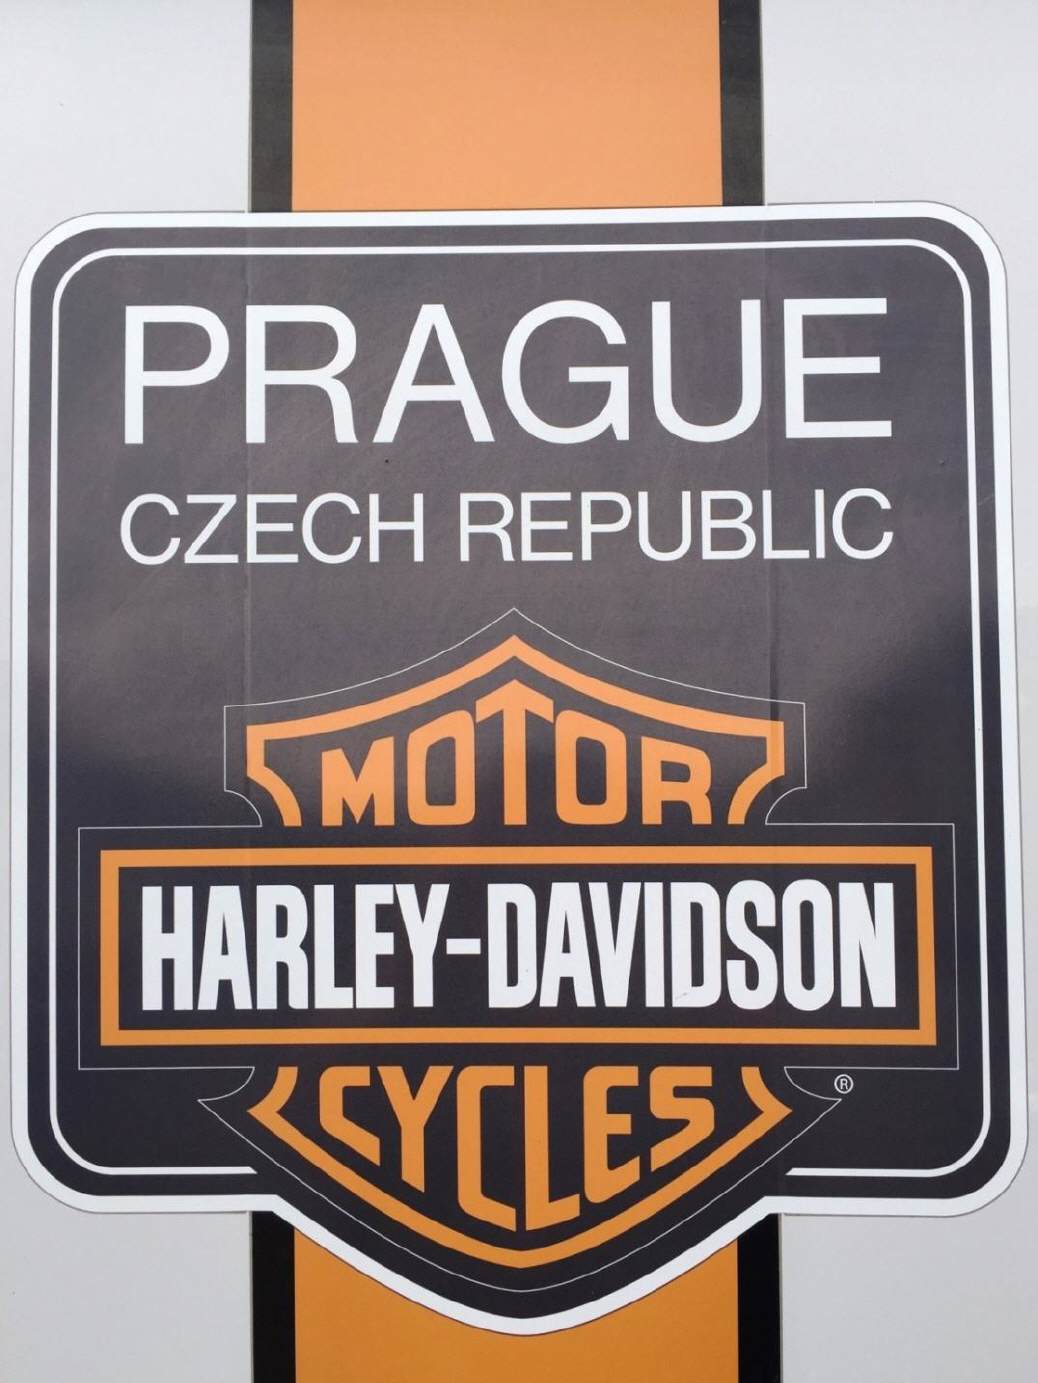 PRAGUE
CZECH REPUBLIC
MOTOR
HARLEY-DAVIDSON
CYCLES ®